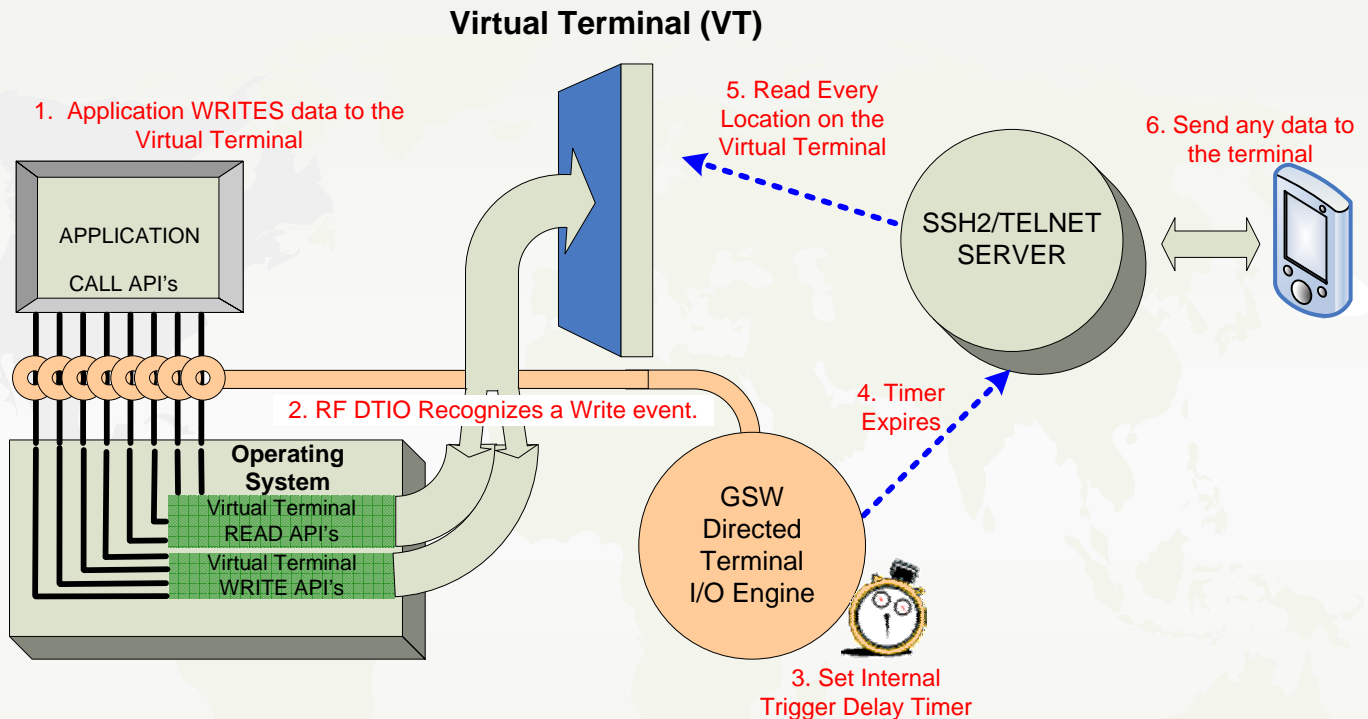 Virtual Terminal (VT)
1. Application WRITES data to the
Virtual Terminal
5. Read Every
Location on the
Virtual Terminal
6. Send any data to
the terminal
APPLICATION
CALL API's
SSH2/TELNET
SERVER
2. RF DTIO Recognizes a Write event.
4. Timer
Expires
Operating
System
Virtual Terminal
READ API's
Virtual Terminal
WRITE API's
GSW
Directed
Terminal
I/O Engine
3. Set Internal
Trigger Delay Timer